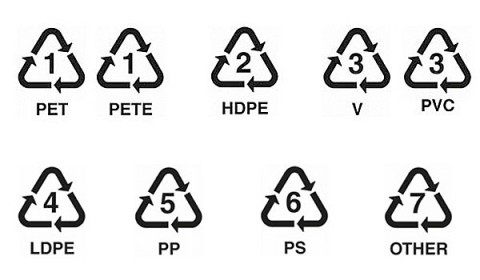 1 1 2 3 3
PET PETE HDPE V PVC
4 5 6 7
LDPE PP PS OTHER